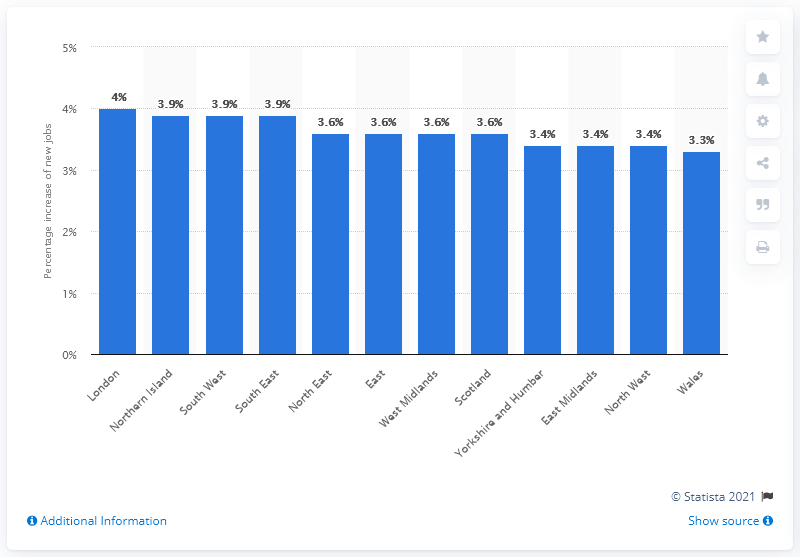 Percentage increase of new jobs
5%
4%
3%
2%
1%
0%
4%
3.9%
3.9%
3.9%
3.6%
3.6%
3.6%
3.6%
3.4%
3.4%
3.4%
3.3%
London
Northern Island
South West
South East
North East
East
West Midlands
Scotland
Yorkshire and Humber
East Midlands
North West
Wales
© Statista 2021
Additional Information
Show source